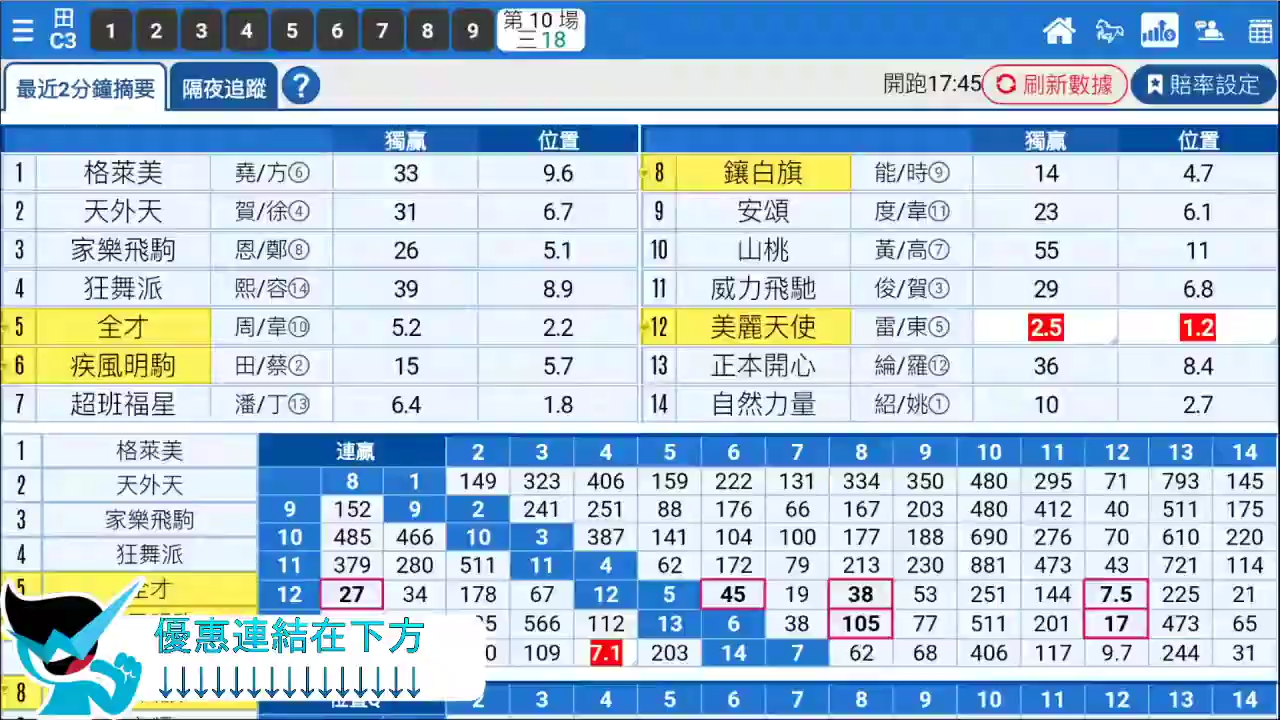 田 C3 1 2 3 4 5 6 7 8 9 第 10 場 三 18
最近2分鐘摘要 隔夜追蹤 ? 開跑17:45 刷新數據 賠率設定
獨贏 位置 獨贏 位置
1 格萊美 堯/方⑥ 33 9.6 8 鑲白旗 能/時⑨ 14 4.7
2 天外天 賀/徐④ 31 6.7 9 安頌 度/韋⑪ 23 6.1
3 家樂飛駒 恩/鄭⑧ 26 5.1 10 山桃 黃/高⑦ 55 11
4 狂舞派 熙/容⑭ 39 8.9 11 威力飛馳 俊/賀③ 29 6.8
5 全才 周/韋⑩ 5.2 2.2 12 美麗天使 雷/東⑤ 2.5 1.2
6 疾風明駒 田/蔡② 15 5.7 13 正本開心 綸/羅⑫ 36 8.4
7 超班福星 潘/丁⑬ 6.4 1.8 14 自然力量 紹/姚① 10 2.7
1 格萊美 連贏 2 3 4 5 6 7 8 9 10 11 12 13 14
2 天外天 8 1 149 323 406 159 222 131 334 350 480 295 71 793 145
3 家樂飛駒 9 152 9 2 241 251 88 176 66 167 203 480 412 40 511 175
10 485 466 10 3 387 141 104 100 177 188 690 276 70 610 220
4 狂舞派 11 379 280 511 11 4 62 172 79 213 230 881 473 43 721 114
5 全才 12 27 34 178 67 12 5 45 19 38 53 251 144 7.5 225 21
566 112 13 6 38 105 77 511 201 17 473 65
109 7.1 203 14 7 62 68 406 117 9.7 244 31
優惠連結在下方
↓↓↓↓↓↓↓↓↓↓↓↓↓↓
8 位置Q 2 3 4 5 6 7 8 9 10 11 12 13 14